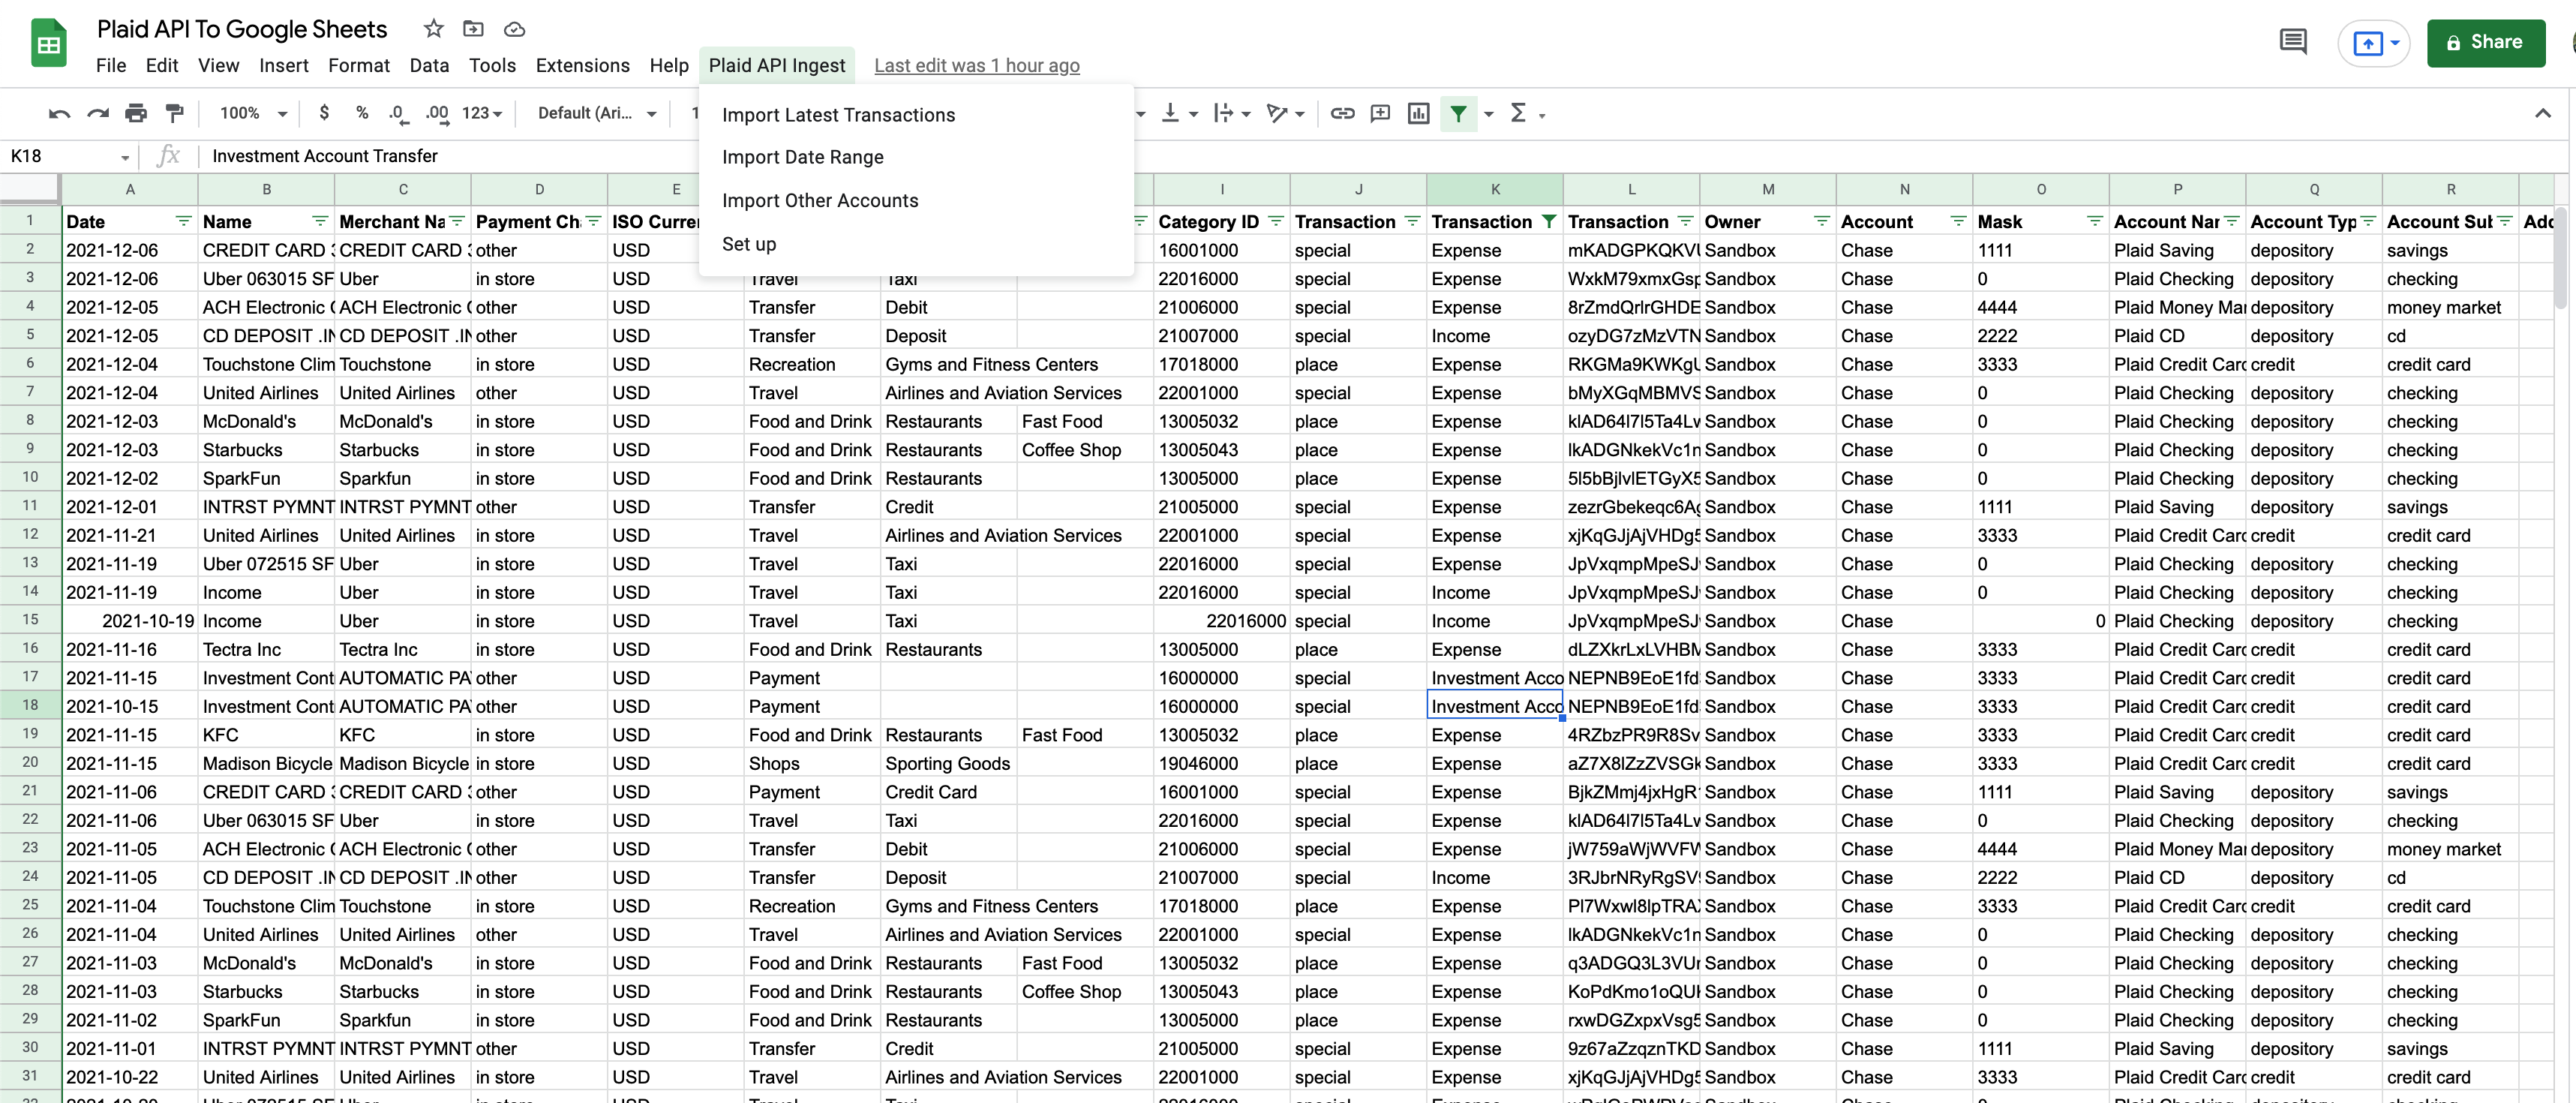 Plaid API To Google Sheets
File Edit View Insert Format Data Tools Extensions Help Plaid API Ingest Last edit was 1 hour ago
Share
100% $ % .0 .00 123 Default (Ari... 1
Import Latest Transactions
Import Date Range
Import Other Accounts
Set up
K18 fx Investment Account Transfer
A B C D E I J K L M N O P Q R
1 Date Name Merchant Na Payment Ch ISO Curre Category ID Transaction Transaction Transaction Owner Account Mask Account Nar Account Typ Account Sul Add
2 2021-12-06 CREDIT CARD CREDIT CARD other USD 16001000 special Expense mKADGPKQKV Sandbox Chase 1111 Plaid Saving depository savings
3 2021-12-06 Uber 063015 SF Uber in store USD Travel Taxi 22016000 special Expense WxkM79xmxGsp Sandbox Chase 0 Plaid Checking depository checking
4 2021-12-05 ACH Electronic ACH Electronic other USD Transfer Debit 21006000 special Expense 8rZmdQrlrGHDE Sandbox Chase 4444 Plaid Money Mar depository money market
5 2021-12-05 CD DEPOSIT .IN CD DEPOSIT .IN other USD Transfer Deposit 21007000 special Income ozyDG7zMzVTN Sandbox Chase 2222 Plaid CD depository cd
6 2021-12-04 Touchstone Clim Touchstone in store USD Recreation Gyms and Fitness Centers 17018000 place Expense RKGMa9KWKgL Sandbox Chase 3333 Plaid Credit Card credit credit card
7 2021-12-04 United Airlines United Airlines other USD Travel Airlines and Aviation Services 22001000 special Expense bMyXGqMBMVS Sandbox Chase 0 Plaid Checking depository checking
8 2021-12-03 McDonald's McDonald's in store USD Food and Drink Restaurants Fast Food 13005032 place Expense klAD64l7l5Ta4Lv Sandbox Chase 0 Plaid Checking depository checking
9 2021-12-03 Starbucks Starbucks in store USD Food and Drink Restaurants Coffee Shop 13005043 place Expense lkADGNkekVc1n Sandbox Chase 0 Plaid Checking depository checking
10 2021-12-02 SparkFun Sparkfun in store USD Food and Drink Restaurants 13005000 place Expense 5l5bBjlvlETGyX5 Sandbox Chase 0 Plaid Checking depository checking
11 2021-12-01 INTRST PYMNT INTRST PYMNT other USD Transfer Credit 21005000 special Expense zezrGbekeqc6Ag Sandbox Chase 1111 Plaid Saving depository savings
12 2021-11-21 United Airlines United Airlines in store USD Travel Airlines and Aviation Services 22001000 special Expense xjKqGJjAjVHDg5 Sandbox Chase 3333 Plaid Credit Card credit credit card
13 2021-11-19 Uber 072515 SF Uber in store USD Travel Taxi 22016000 special Expense JpVxqmpMpeSJ Sandbox Chase 0 Plaid Checking depository checking
14 2021-11-19 Income Uber in store USD Travel Taxi 22016000 special Income JpVxqmpMpeSJ Sandbox Chase 0 Plaid Checking depository checking
15 2021-10-19 Income Uber in store USD Travel Taxi 22016000 special Income JpVxqmpMpeSJ Sandbox Chase 0 Plaid Checking depository checking
16 2021-11-16 Tectra Inc Tectra Inc in store USD Food and Drink Restaurants 13005000 place Expense dLZXkrLxLVHBM Sandbox Chase 3333 Plaid Credit Card credit credit card
17 2021-11-15 Investment Cont AUTOMATIC PA other USD Payment 16000000 special Investment Acco NEPNB9EoE1fd Sandbox Chase 3333 Plaid Credit Card credit credit card
18 2021-10-15 Investment Cont AUTOMATIC PA other USD Payment 16000000 special Investment Acco NEPNB9EoE1fd Sandbox Chase 3333 Plaid Credit Card credit credit card
19 2021-11-15 KFC KFC in store USD Food and Drink Restaurants Fast Food 13005032 place Expense 4RZbzPR9R8Sv Sandbox Chase 3333 Plaid Credit Card credit credit card
20 2021-11-15 Madison Bicycle Madison Bicycle in store USD Shops Sporting Goods 19046000 place Expense aZ7X8lZzZVSGk Sandbox Chase 3333 Plaid Credit Card credit credit card
21 2021-11-06 CREDIT CARD CREDIT CARD other USD Payment Credit Card 16001000 special Expense BjkZMmj4jxHgR Sandbox Chase 1111 Plaid Saving depository savings
22 2021-11-06 Uber 063015 SF Uber in store USD Travel Taxi 22016000 special Expense klAD64l7l5Ta4Lv Sandbox Chase 0 Plaid Checking depository checking
23 2021-11-05 ACH Electronic ACH Electronic other USD Transfer Debit 21006000 special Expense jW759aWjWVFW Sandbox Chase 4444 Plaid Money Mar depository money market
24 2021-11-05 CD DEPOSIT .IN CD DEPOSIT .IN other USD Transfer Deposit 21007000 special Income 3RJbrNRyRgSV Sandbox Chase 2222 Plaid CD depository cd
25 2021-11-04 Touchstone Clim Touchstone in store USD Recreation Gyms and Fitness Centers 17018000 place Expense Pl7Wxwl8lpTRA Sandbox Chase 3333 Plaid Credit Card credit credit card
26 2021-11-04 United Airlines United Airlines other USD Travel Airlines and Aviation Services 22001000 special Expense lkADGNkekVc1n Sandbox Chase 0 Plaid Checking depository checking
27 2021-11-03 McDonald's McDonald's in store USD Food and Drink Restaurants Fast Food 13005032 place Expense q3ADGQ3L3VUr Sandbox Chase 0 Plaid Checking depository checking
28 2021-11-03 Starbucks Starbucks in store USD Food and Drink Restaurants Coffee Shop 13005043 place Expense KoPdKmo1oQUH Sandbox Chase 0 Plaid Checking depository checking
29 2021-11-02 SparkFun Sparkfun in store USD Food and Drink Restaurants 13005000 place Expense rxwDGZxpxVsg5 Sandbox Chase 0 Plaid Checking depository checking
30 2021-11-01 INTRST PYMNT INTRST PYMNT other USD Transfer Credit 21005000 special Expense 9z67aZzqznTKD Sandbox Chase 1111 Plaid Saving depository savings
31 2021-10-22 United Airlines United Airlines in store USD Travel Airlines and Aviation Services 22001000 special Expense xjKqGJjAjVHDg5 Sandbox Chase 3333 Plaid Credit Card credit credit card